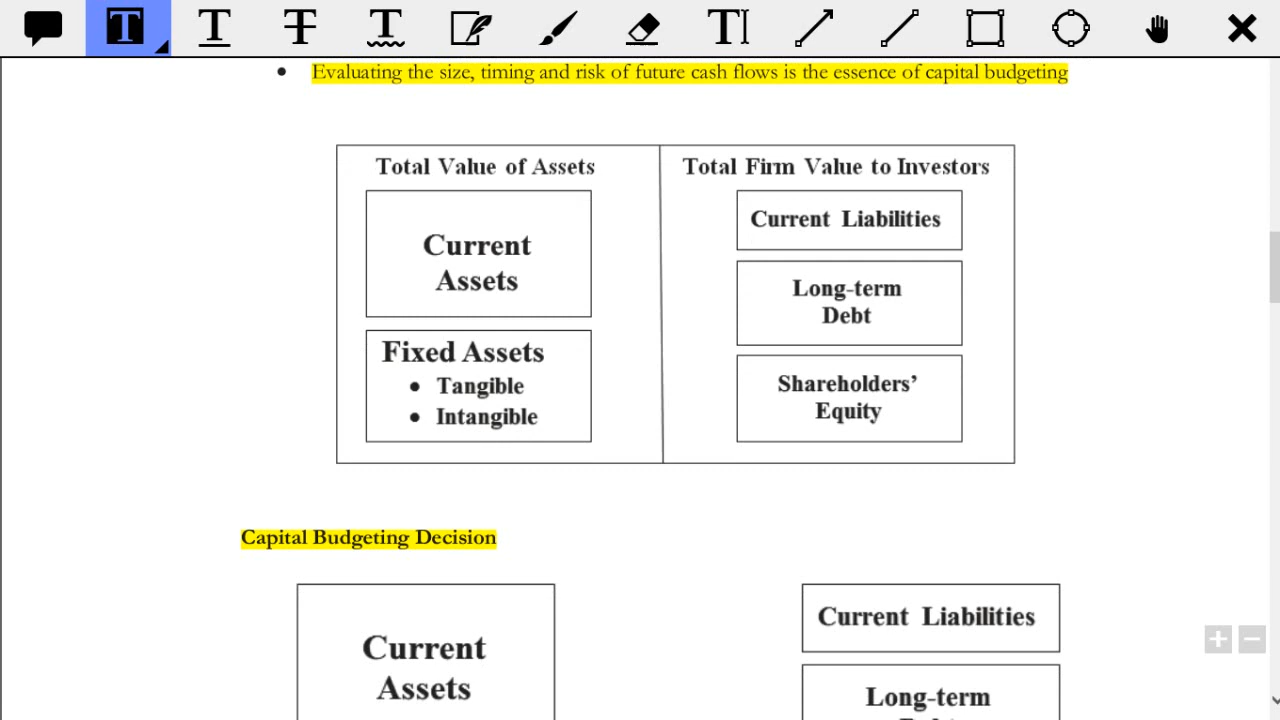 • Evaluating the size, timing and risk of future cash flows is the essence of capital budgeting
Total Value of Assets
Current
Assets
Fixed Assets
• Tangible
• Intangible
Total Firm Value to Investors
Current Liabilities
Long-term
Debt
Shareholders’
Equity
Capital Budgeting Decision
Current
Assets
Current Liabilities
Long-term